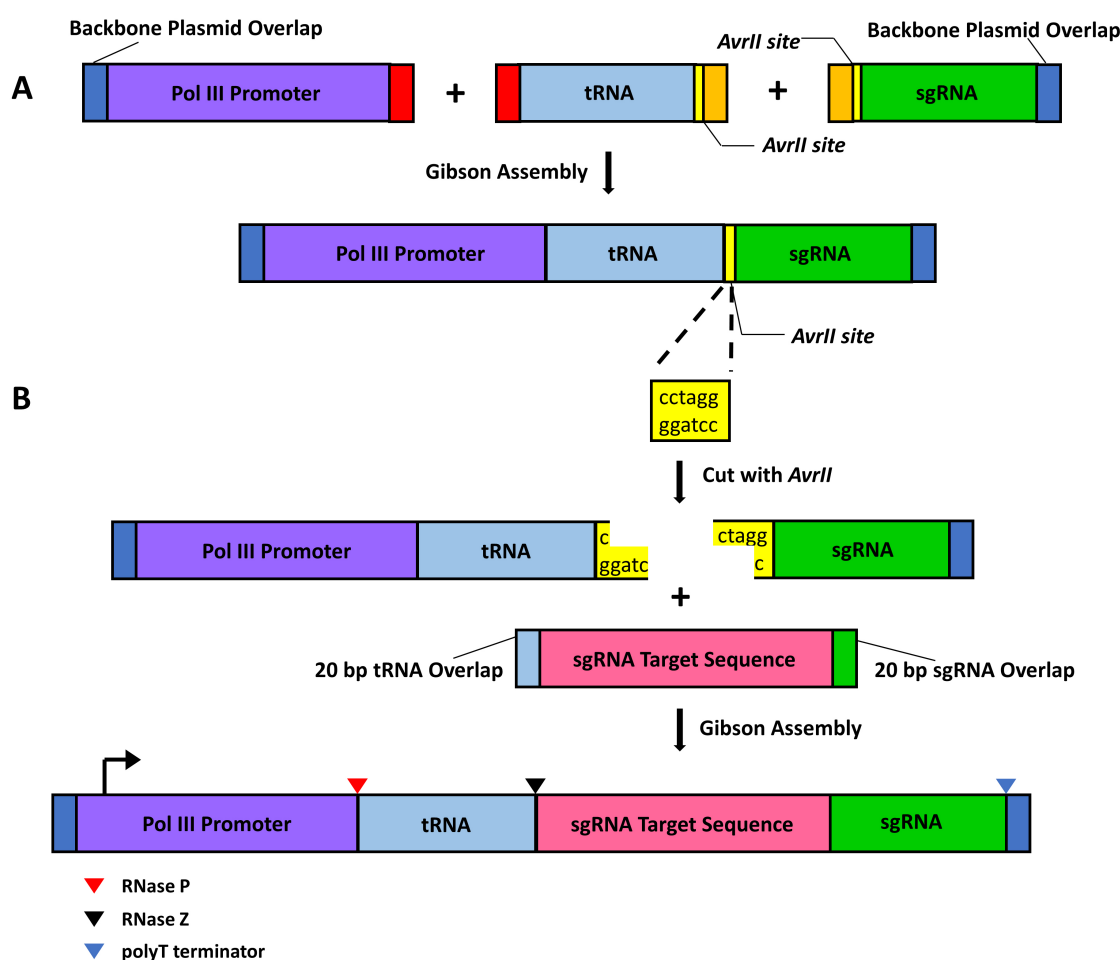 Backbone Plasmid Overlap
AvrII site
Backbone Plasmid Overlap
A
Pol III Promoter
+
tRNA
+
sgRNA
AvrII site
Gibson Assembly
Pol III Promoter
tRNA
sgRNA
AvrII site
B
cctagg
ggatcc
Cut with AvrII
Pol III Promoter
tRNA
c
ggatc
ctagg
c
sgRNA
+
20 bp tRNA Overlap
sgRNA Target Sequence
20 bp sgRNA Overlap
Gibson Assembly
Pol III Promoter
tRNA
sgRNA Target Sequence
sgRNA
RNase P
RNase Z
polyT terminator